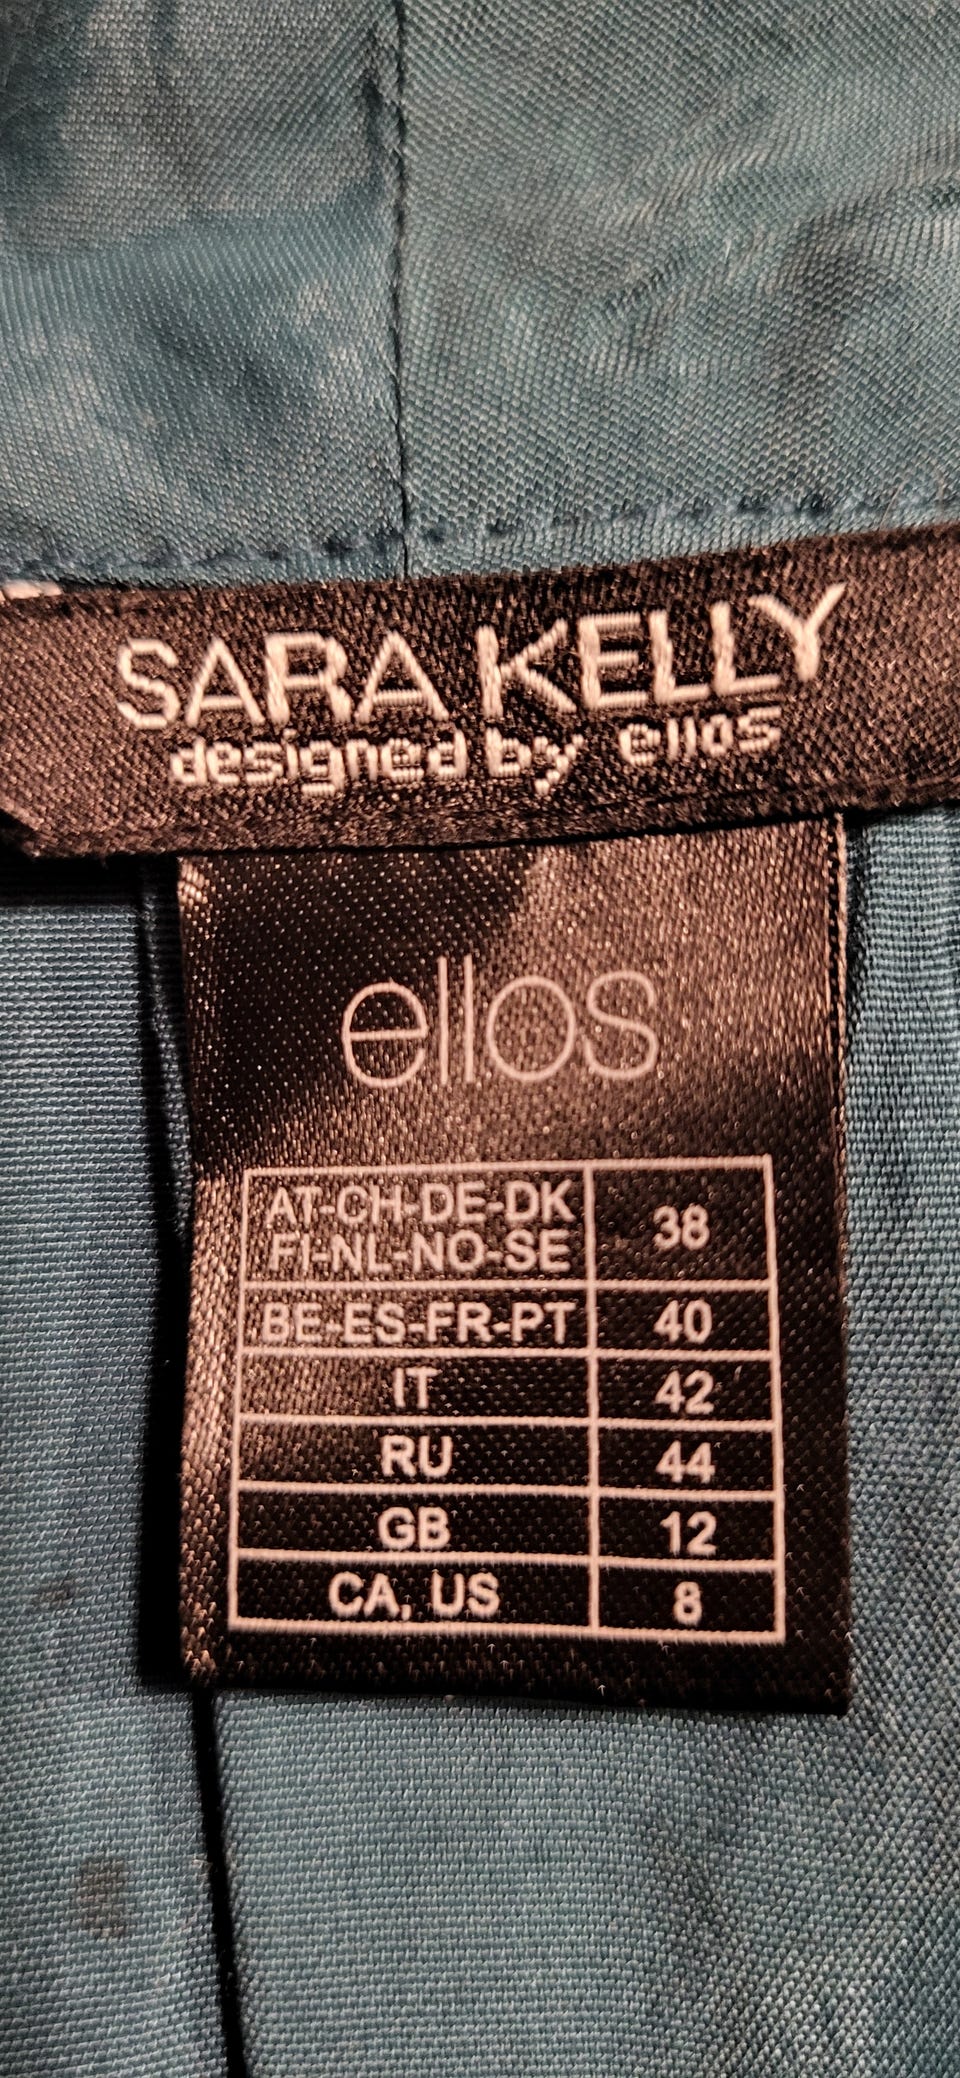 SARA KELLY
designed by ellos
ellos
AT-CH-DE-DK
FI-NL-NO-SE 38
BE-ES-FR-PT 40
IT 42
RU 44
GB 12
CA, US 8